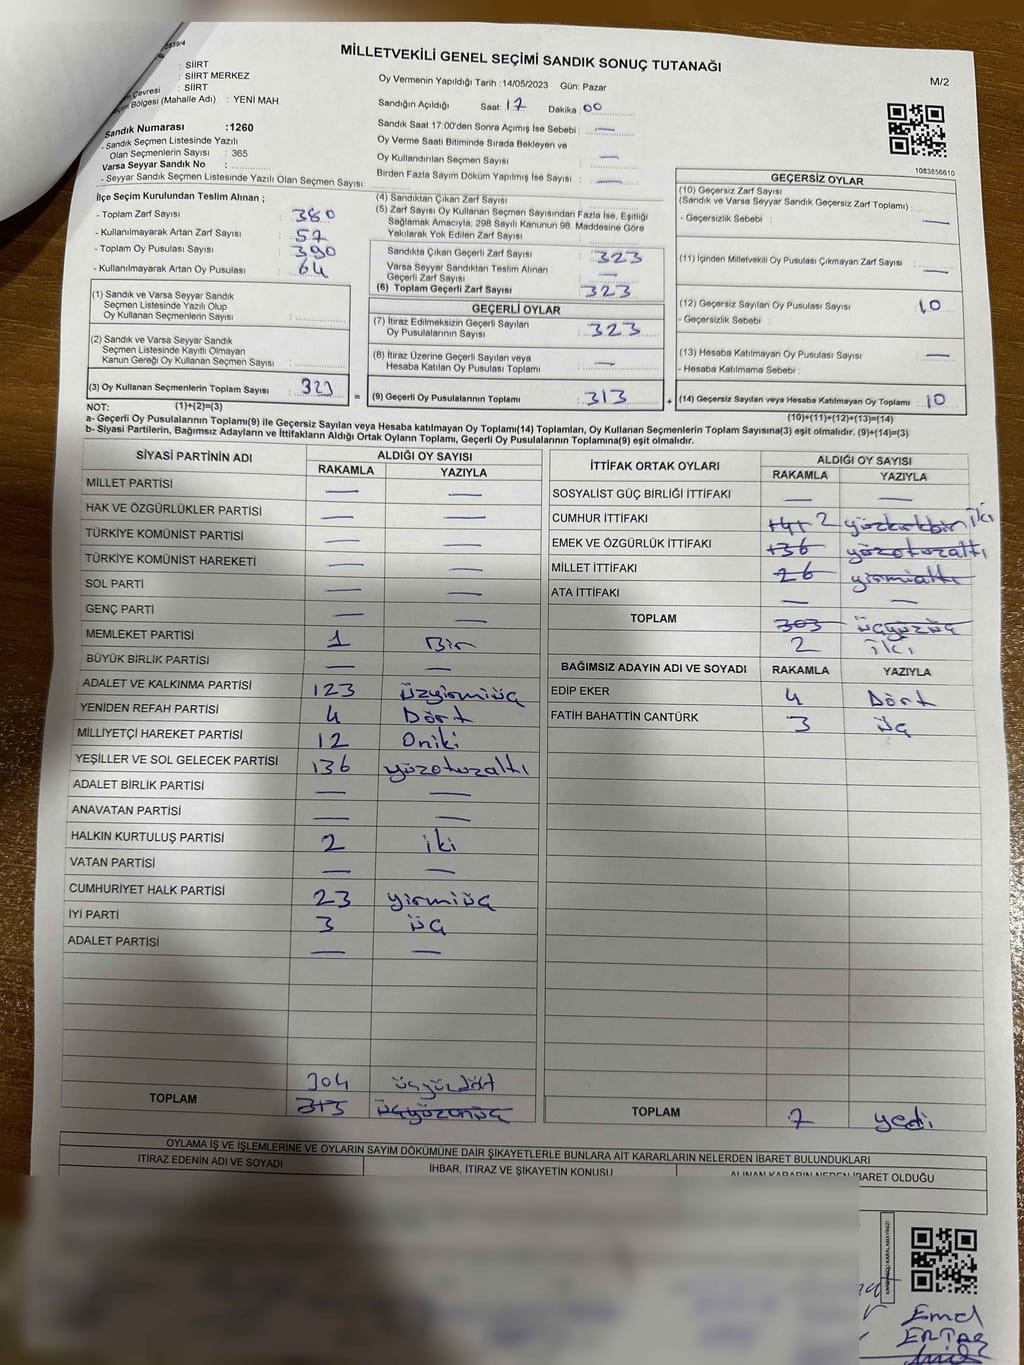 MİLLETVEKİLİ GENEL SEÇİMİ SANDIK SONUÇ TUTANAĞI
M/2
: SİİRT
: SİİRT MERKEZ
Çevresi : SİİRT
Bölgesi (Mahalle Adı) : YENİ MAH.
Oy Vermenin Yapıldığı Tarih :14/05/2023 Gün: Pazar
Sandığın Açıldığı Saat: 17 Dakika 00
Sandık Numarası :1260
- Sandık Seçmen Listesinde Yazılı
Olan Seçmenlerin Sayısı : 365
Varsa Seyyar Sandık No :
- Seyyar Sandık Seçmen Listesinde Yazılı Olan Seçmen Sayısı:
Sandık Saat 17:00'den Sonra Açımış İse Sebebi : —
Oy Verme Saati Bitiminde Sırada Bekleyen ve
Oy Kullandırılan Seçmen Sayısı : —
Birden Fazla Sayım Döküm Yapılmış İse Sayısı : —
1083856610
İlçe Seçim Kurulundan Teslim Alınan ;
- Toplam Zarf Sayısı : 380
- Kullanılmayarak Artan Zarf Sayısı : 57
- Toplam Oy Pusulası Sayısı : 390
- Kullanılmayarak Artan Oy Pusulası : 64
(1) Sandık ve Varsa Seyyar Sandık
Seçmen Listesinde Yazılı Olup
Oy Kullanan Seçmenlerin Sayısı :
(2) Sandık ve Varsa Seyyar Sandık
Seçmen Listesinde Kayıtlı Olmayan
Kanun Gereği Oy Kullanan Seçmen Sayısı :
(3) Oy Kullanan Seçmenlerin Toplam Sayısı : 323
(1)+(2)=(3)
(4) Sandıktan Çıkan Zarf Sayısı :
(5) Zarf Sayısı Oy Kullanan Seçmen Sayısından Fazla İse, Eşitliği
Sağlamak Amacıyla, 298 Sayılı Kanunun 98. Maddesine Göre
Yakılarak Yok Edilen Zarf Sayısı :
Sandıkta Çıkan Geçerli Zarf Sayısı : 323
Varsa Seyyar Sandıktan Teslim Alınan
Geçerli Zarf Sayısı : —
(6) Toplam Geçerli Zarf Sayısı : 323
GEÇERLİ OYLAR
(7) İtiraz Edilmeksizin Geçerli Sayılan
Oy Pusulalarının Sayısı : 323
(8) İtiraz Üzerine Geçerli Sayılan veya
Hesaba Katılan Oy Pusulası Toplamı : —
= (9) Geçerli Oy Pusulalarının Toplamı : 313
GEÇERSİZ OYLAR
(10) Geçersiz Zarf Sayısı
(Sandık ve Varsa Seyyar Sandık Geçersiz Zarf Toplamı) :
- Geçersizlik Sebebi : —
(11) İçinden Milletvekili Oy Pusulası Çıkmayan Zarf Sayısı : —
(12) Geçersiz Sayılan Oy Pusulası Sayısı : 10
- Geçersizlik Sebebi :
(13) Hesaba Katılmayan Oy Pusulası Sayısı : —
- Hesaba Katılmama Sebebi :
+ (14) Geçersiz Sayılan veya Hesaba Katılmayan Oy Toplamı : 10
(10)+(11)+(12)+(13)=(14)
NOT:
a- Geçerli Oy Pusulalarının Toplamı(9) ile Geçersiz Sayılan veya Hesaba katılmayan Oy Toplamı(14) Toplamları, Oy Kullanan Seçmenlerin Toplam Sayısına(3) eşit olmalıdır. (9)+(14)=(3)
b- Siyasi Partilerin, Bağımsız Adayların ve İttifakların Aldığı Ortak Oyların Toplamı, Geçerli Oy Pusulalarının Toplamına(9) eşit olmalıdır.
SİYASİ PARTİNİN ADI ALDIĞI OY SAYISI
RAKAMLA YAZIYLA
MİLLET PARTİSİ — —
HAK VE ÖZGÜRLÜKLER PARTİSİ — —
TÜRKİYE KOMÜNİST PARTİSİ — —
TÜRKİYE KOMÜNİST HAREKETİ — —
SOL PARTİ — —
GENÇ PARTİ — —
MEMLEKET PARTİSİ 1 Bir
BÜYÜK BİRLİK PARTİSİ — —
ADALET VE KALKINMA PARTİSİ 123 üzyirmiüç
YENİDEN REFAH PARTİSİ 4 Dört
MİLLİYETÇİ HAREKET PARTİSİ 12 Oniki
YEŞİLLER VE SOL GELECEK PARTİSİ 136 yüzotuzaltı
ADALET BİRLİK PARTİSİ — —
ANAVATAN PARTİSİ — —
HALKIN KURTULUŞ PARTİSİ 2 iki
VATAN PARTİSİ — —
CUMHURİYET HALK PARTİSİ 23 yirmiüç
İYİ PARTİ 3 üç
ADALET PARTİSİ — —
304 üçyüzdört
TOPLAM 313 üçyüzonüç
İTTİFAK ORTAK OYLARI ALDIĞI OY SAYISI
RAKAMLA YAZIYLA
SOSYALİST GÜÇ BİRLİĞİ İTTİFAKI — —
CUMHUR İTTİFAKI 141 2 yüzkırkbir İki
EMEK VE ÖZGÜRLÜK İTTİFAKI 136 yüzotuzaltı
MİLLET İTTİFAKI 26 yirmialtı
ATA İTTİFAKI — —
TOPLAM 303 üçyüzüç
2 iki
BAĞIMSIZ ADAYIN ADI VE SOYADI RAKAMLA YAZIYLA
EDİP EKER 4 Dört
FATİH BAHATTİN CANTÜRK 3 üç
TOPLAM 7 yedi
OYLAMA İŞ VE İŞLEMLERİNE VE OYLARIN SAYIM DÖKÜMÜNE DAİR ŞİKAYETLERLE BUNLARA AİT KARARLARIN NELERDEN İBARET BULUNDUKLARI
İTİRAZ EDENİN ADI VE SOYADI İHBAR, İTİRAZ VE ŞİKAYETİN KONUSU ALINAN KARARIN NEDEN İBARET OLDUĞU
Emel
ERTAŞ